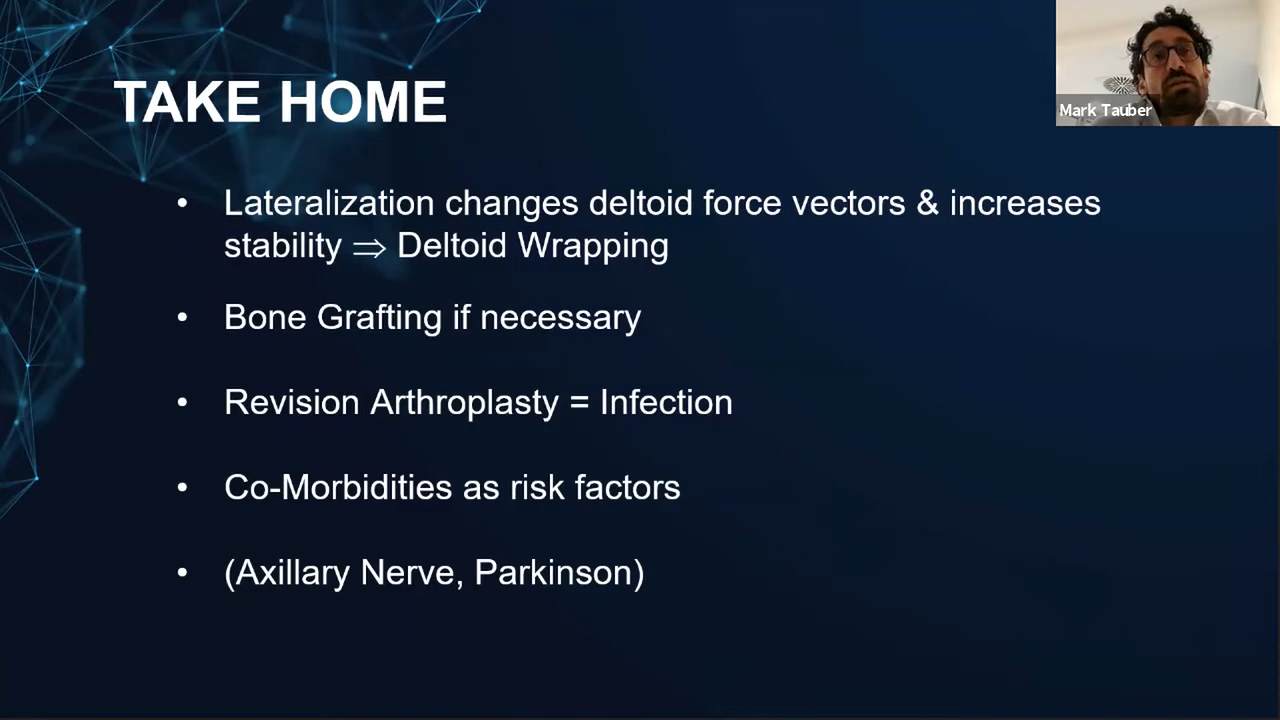 TAKE HOME
Mark Tauber
• Lateralization changes deltoid force vectors & increases
stability ⇒ Deltoid Wrapping
• Bone Grafting if necessary
• Revision Arthroplasty = Infection
• Co-Morbidities as risk factors
• (Axillary Nerve, Parkinson)